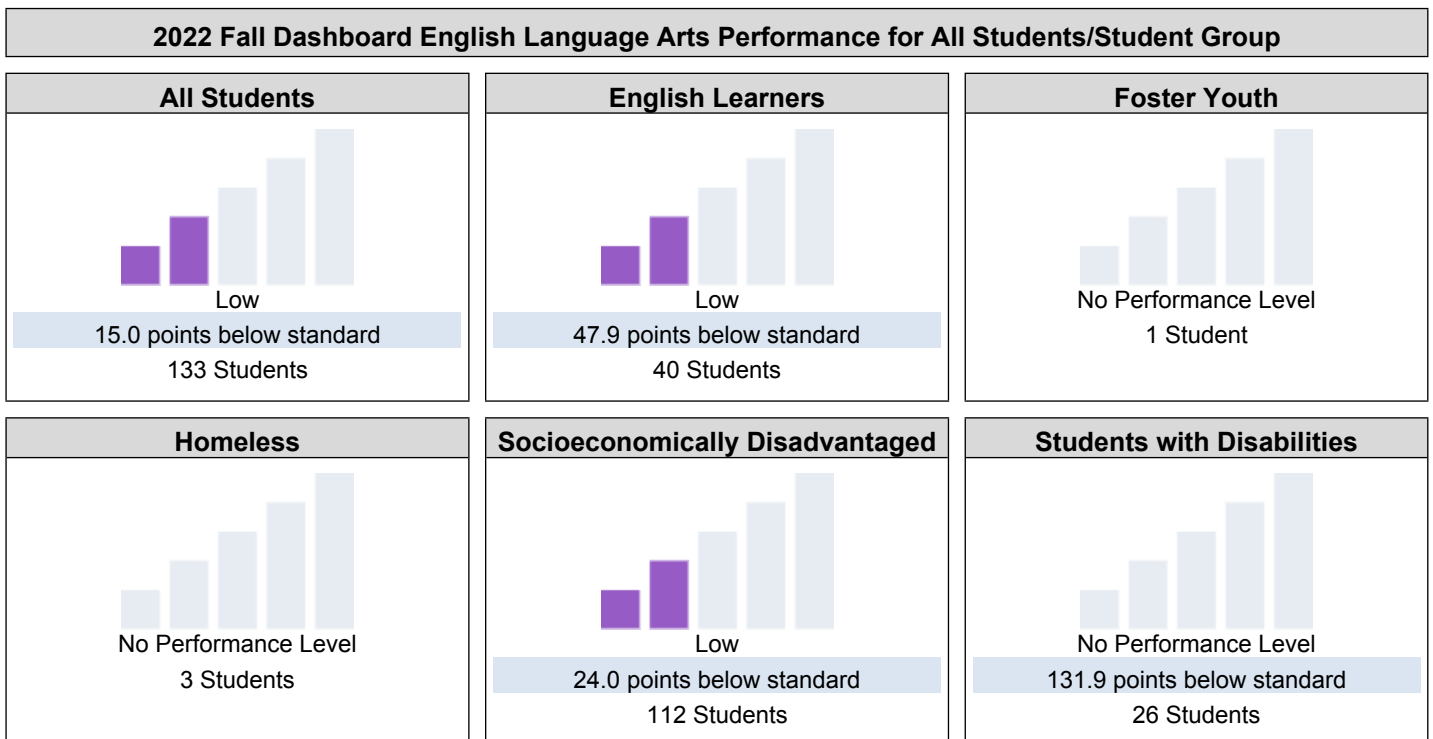 2022 Fall Dashboard English Language Arts Performance for All Students/Student Group
All Students
Low
15.0 points below standard
133 Students
English Learners
Low
47.9 points below standard
40 Students
Foster Youth
No Performance Level
1 Student
Homeless
No Performance Level
3 Students
Socioeconomically Disadvantaged
Low
24.0 points below standard
112 Students
Students with Disabilities
No Performance Level
131.9 points below standard
26 Students